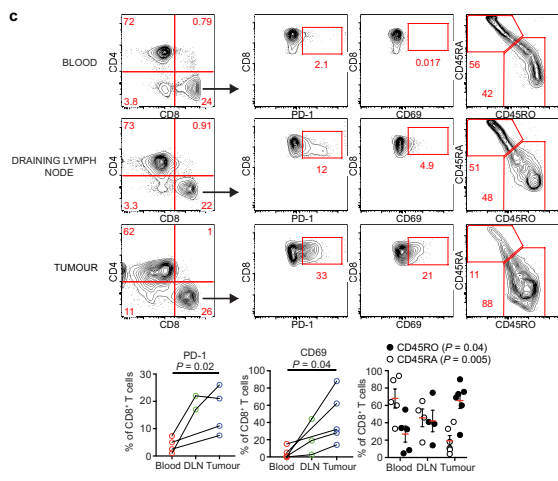 c
72 0.79
BLOOD
CD4
3.8 24
CD8
CD8
2.1
PD-1
CD8
0.017
CD69
CD45RA
56
42
CD45RO
73 0.91
DRAINING LYMPH
NODE
CD4
3.3 22
CD8
CD8
12
PD-1
CD8
4.9
CD69
CD45RA
51
48
CD45RO
62 1
TUMOUR
CD4
11 26
CD8
CD8
33
PD-1
CD8
21
CD69
CD45RA
11
88
CD45RO
PD-1
P = 0.02
% of CD8⁺ T cells
30
20
10
0
Blood DLN Tumour
CD69
P = 0.04
% of CD8⁺ T cells
100
80
60
40
20
0
Blood DLN Tumour
CD45RO (P = 0.04)
CD45RA (P = 0.005)
% of CD8⁺ T cells
100
80
60
40
20
0
Blood DLN Tumour